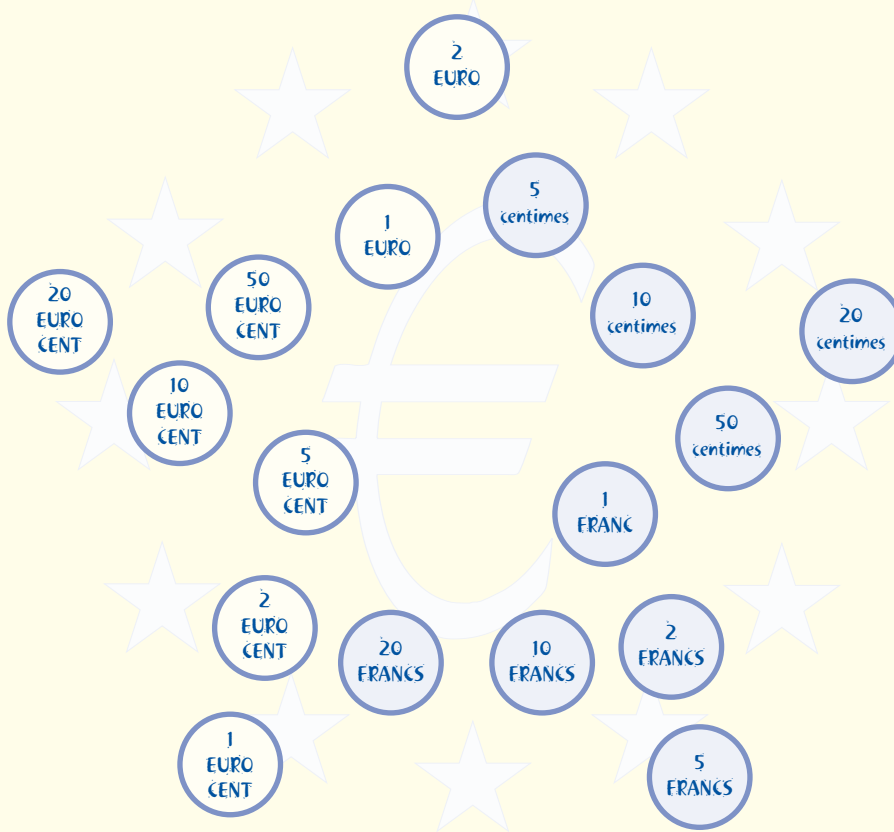 2
EURO
5
centimes
1
EURO
50
EURO
CENT
20
EURO
CENT
10
centimes
20
centimes
10
EURO
CENT
50
centimes
5
EURO
CENT
1
FRANC
2
EURO
CENT
20
FRANCS
10
FRANCS
2
FRANCS
1
EURO
CENT
5
FRANCS